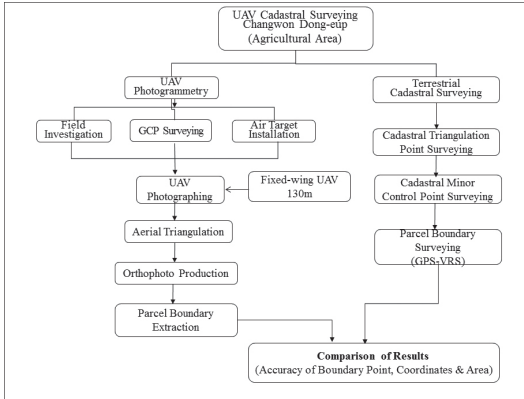 UAV Cadastral Surveying
Changwon Dong-eup
(Agricultural Area)
UAV
Photogrammetry
Terrestrial
Cadastral Surveying
Field
Investigation
GCP Surveying
Air Target
Installation
Cadastral Triangulation
Point Surveying
UAV
Photographing
Fixed-wing UAV
130m
Cadastral Minor
Control Point Surveying
Aerial Triangulation
Parcel Boundary
Surveying
(GPS-VRS)
Orthophoto Production
Parcel Boundary
Extraction
Comparison of Results
(Accuracy of Boundary Point, Coordinates & Area)